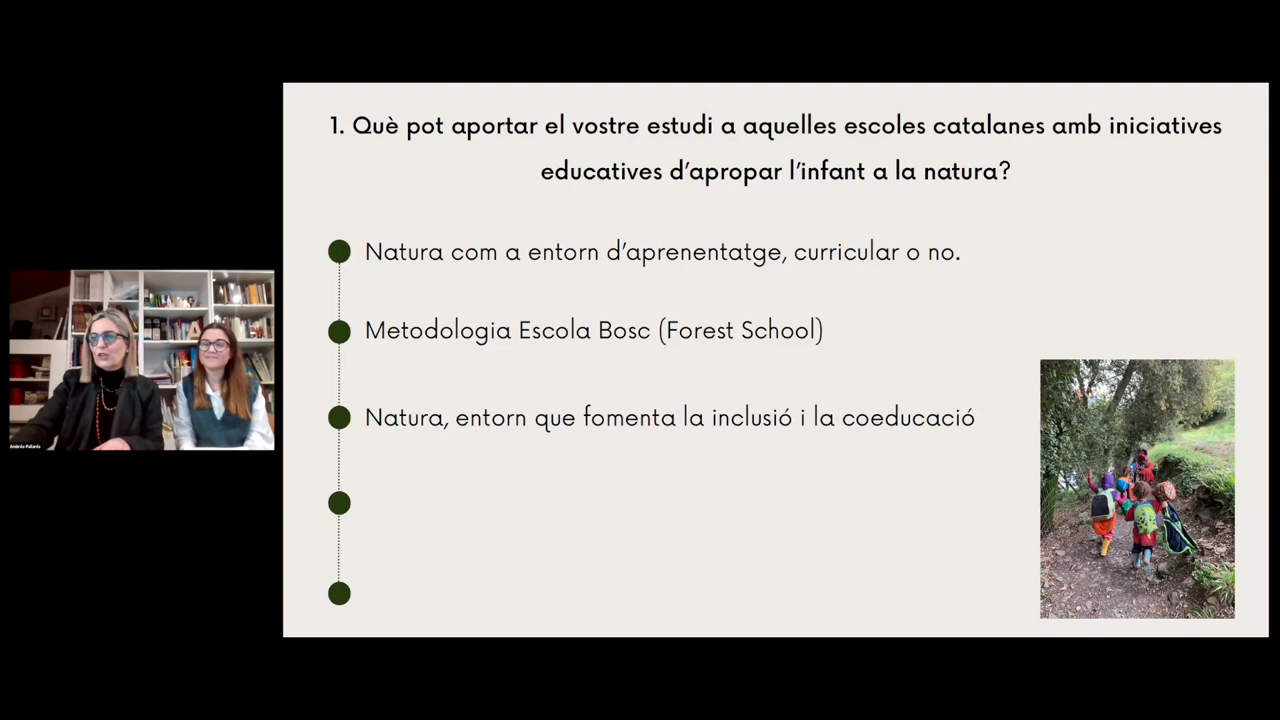 1. Què pot aportar el vostre estudi a aquelles escoles catalanes amb iniciatives
educatives d'apropar l'infant a la natura?
Natura com a entorn d'aprenentatge, curricular o no.
Metodologia Escola Bosc (Forest School)
Natura, entorn que fomenta la inclusió i la coeducació